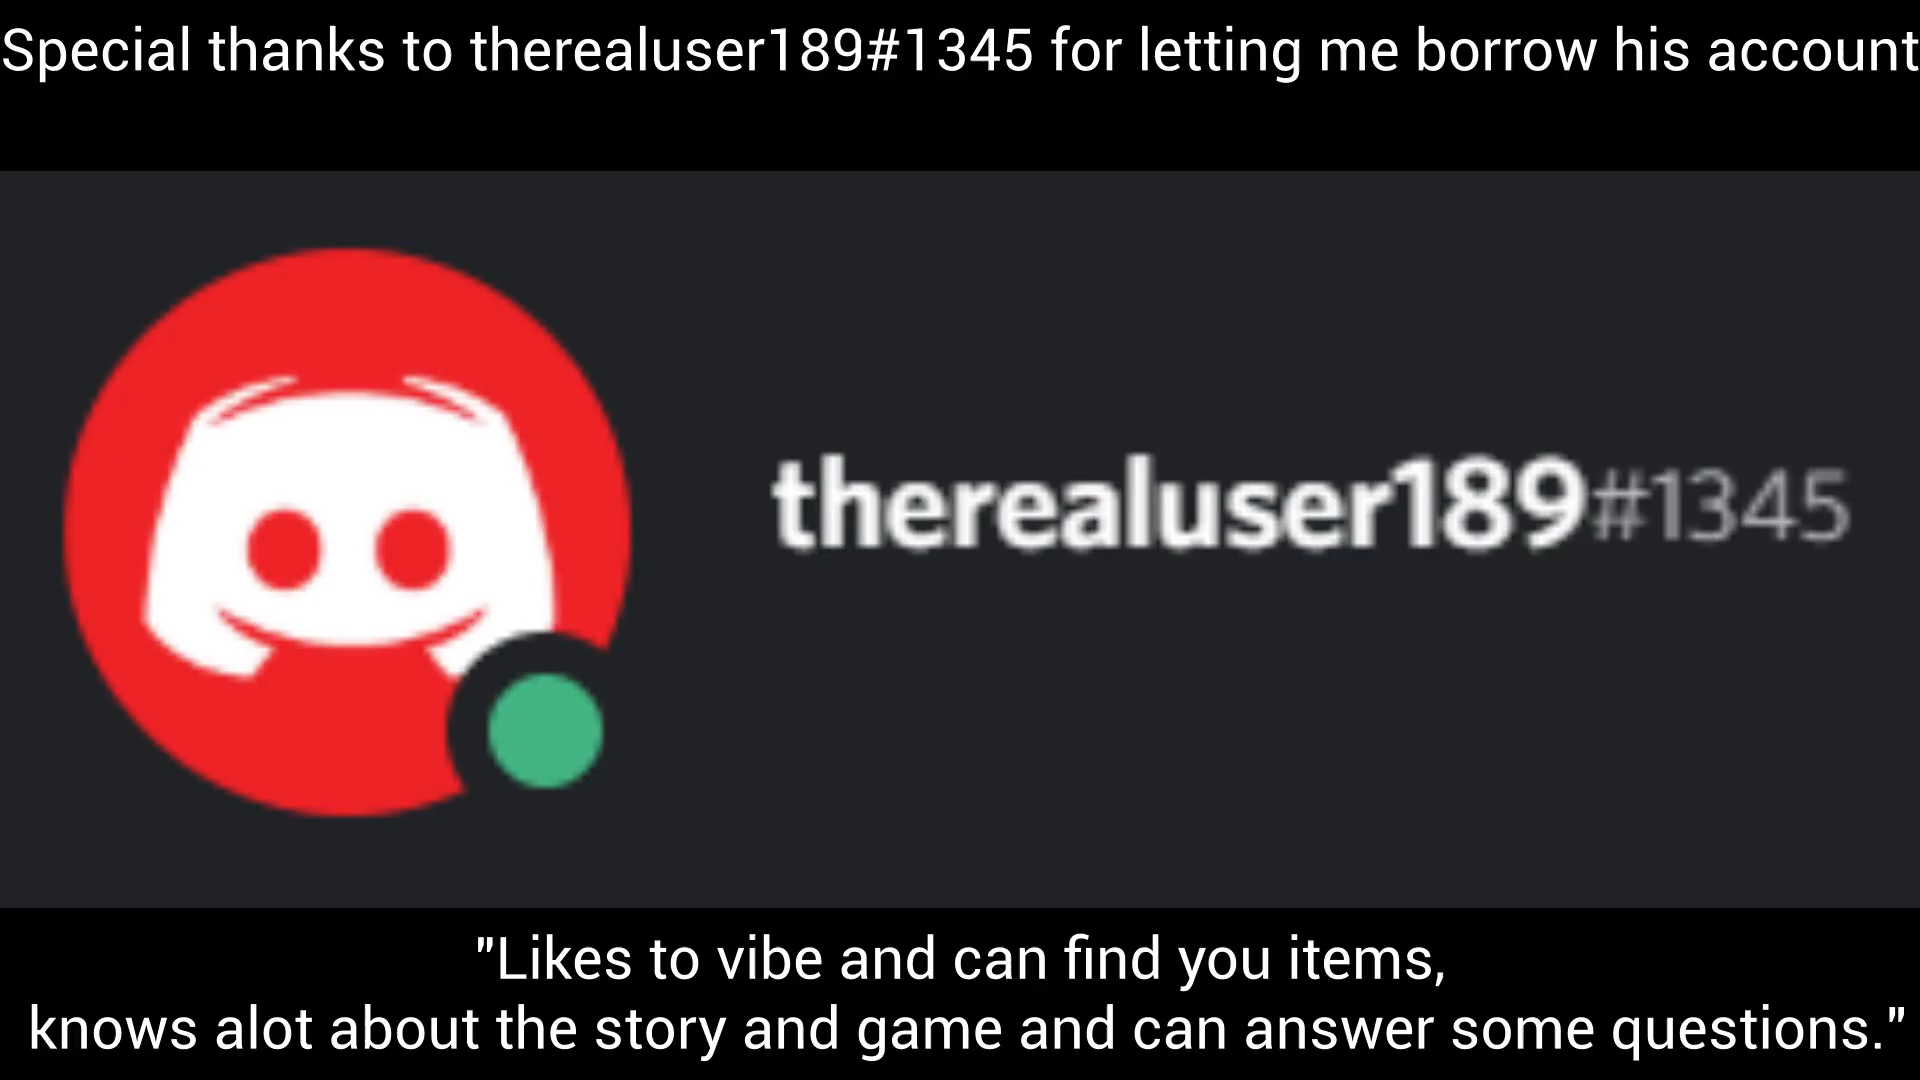 Special thanks to therealuser189#1345 for letting me borrow his account
therealuser189#1345
"Likes to vibe and can find you items,
knows alot about the story and game and can answer some questions."